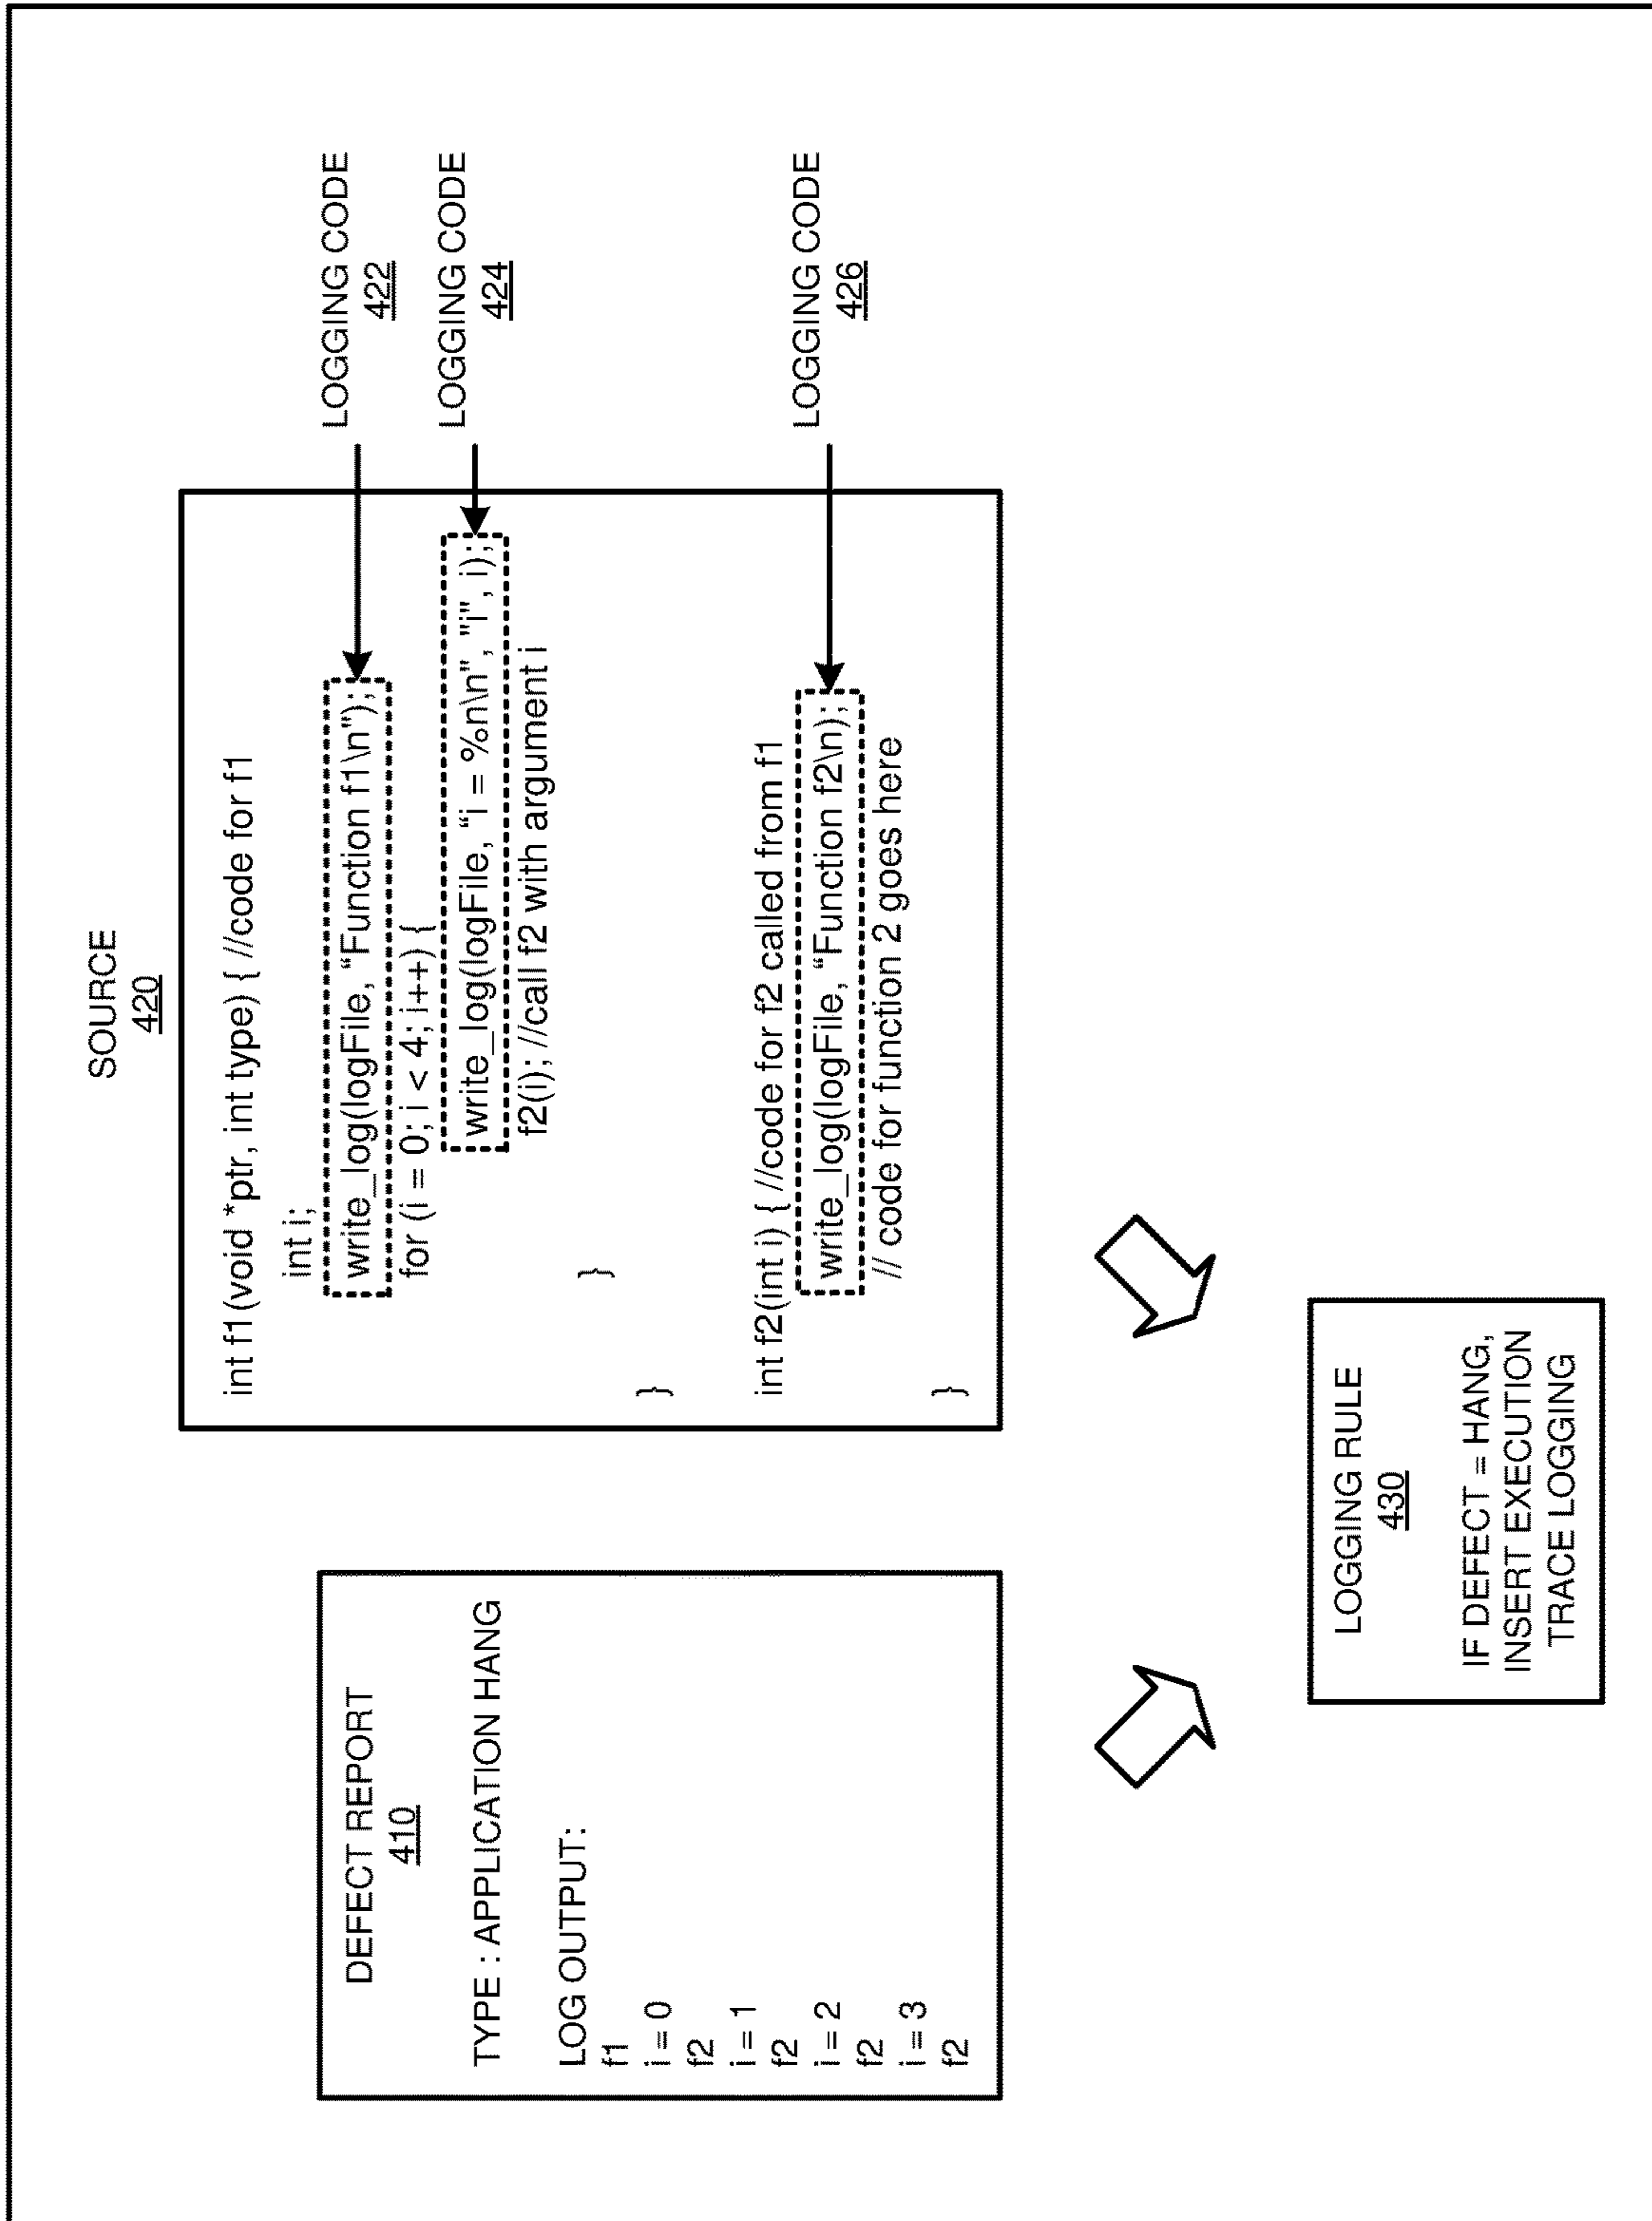 DEFECT REPORT
410
TYPE : APPLICATION HANG
LOG OUTPUT:
f1
i = 0
f2
i = 1
f2
i = 2
f2
i = 3
f2
SOURCE
420
int f1(void *ptr, int type) { //code for f1
int i;
write_log(logFile, “Function f1\n");
for (i = 0; i < 4; i++) {
write_log(logFile, “i = %n\n", "i", i);
f2(i); //call f2 with argument i
}
}
int f2(int i) { //code for f2 called from f1
write_log(logFile, “Function f2\n);
// code for function 2 goes here
}
LOGGING CODE
422
LOGGING CODE
424
LOGGING CODE
426
LOGGING RULE
430
IF DEFECT = HANG,
INSERT EXECUTION
TRACE LOGGING